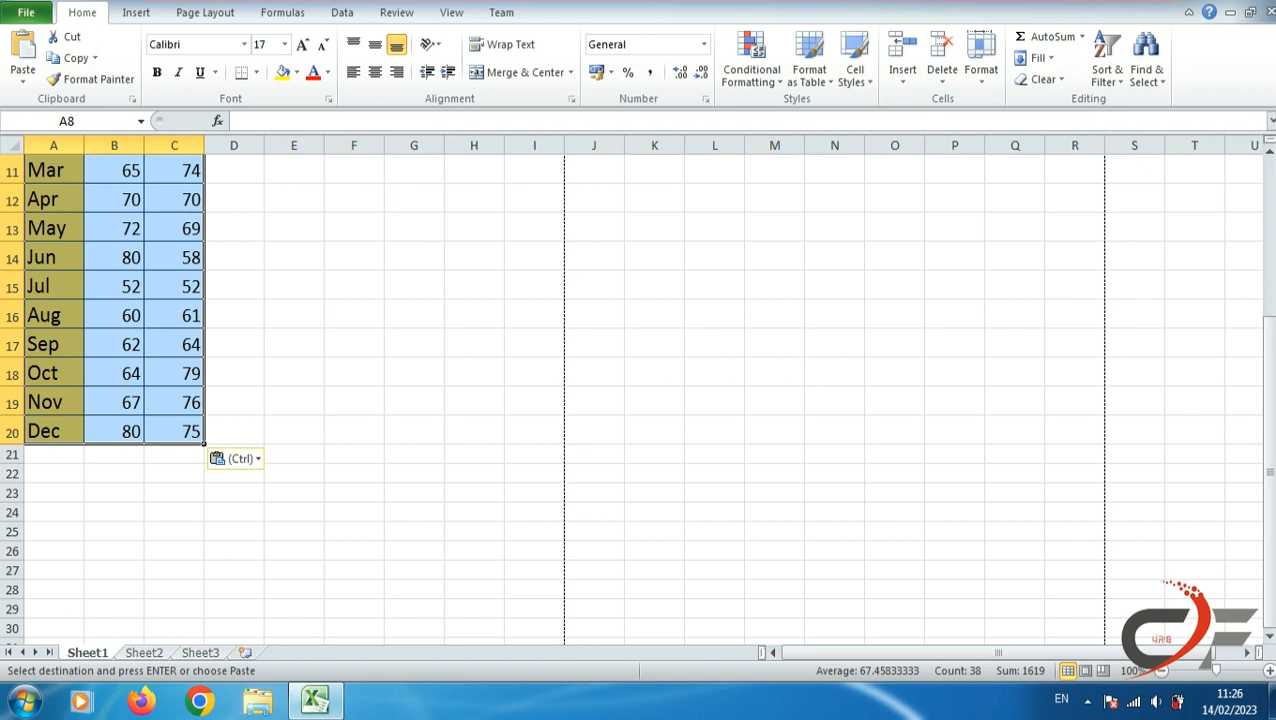 File Home Insert Page Layout Formulas Data Review View Team
Cut
Copy
Format Painter
Paste
Clipboard
Calibri 17
B I U
Font
Wrap Text
Merge & Center
Alignment
General
%
Number
Conditional Formatting
Format as Table
Cell Styles
Styles
Insert Delete Format
Cells
AutoSum
Fill
Clear
Sort & Filter
Find & Select
Editing
A8 fx
A B C D E F G H I J K L M N O P Q R S T U
11 Mar 65 74
12 Apr 70 70
13 May 72 69
14 Jun 80 58
15 Jul 52 52
16 Aug 60 61
17 Sep 62 64
18 Oct 64 79
19 Nov 67 76
20 Dec 80 75
21 (Ctrl)
22
23
24
25
26
27
28
29
30
CF
ਪੰਜਾਬ
Sheet1 Sheet2 Sheet3
Select destination and press ENTER or choose Paste Average: 67.45833333 Count: 38 Sum: 1619 100%
EN 11:26
14/02/2023